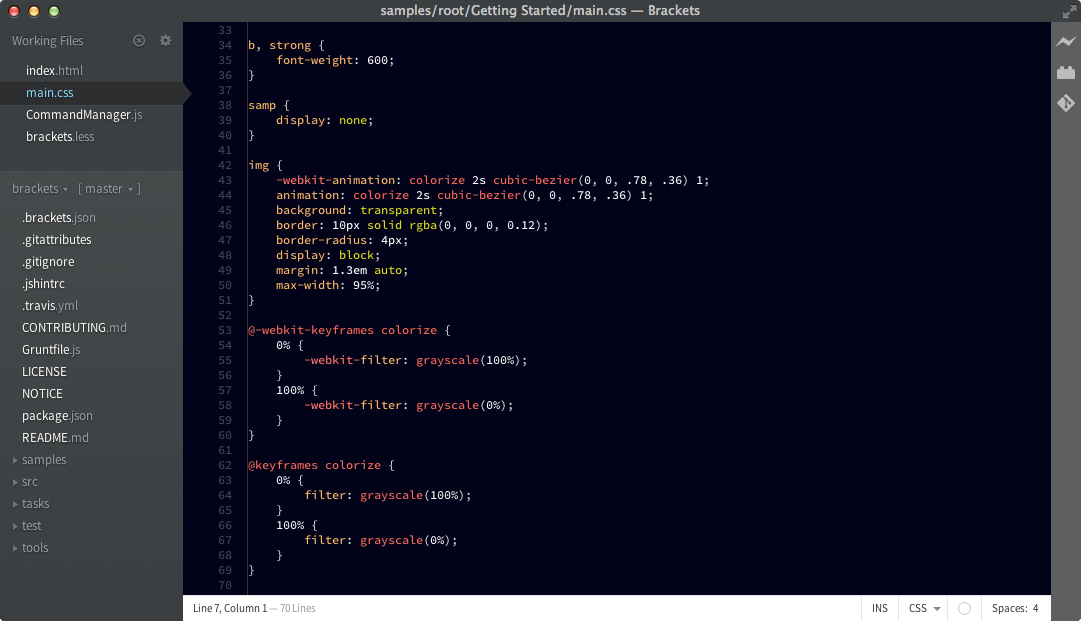 samples/root/Getting Started/main.css — Brackets
Working Files
index.html
main.css
CommandManager.js
brackets.less
brackets [ master ]
.brackets.json
.gitattributes
.gitignore
.jshintrc
.travis.yml
CONTRIBUTING.md
Gruntfile.js
LICENSE
NOTICE
package.json
README.md
samples
src
tasks
test
tools
33
34 b, strong {
35     font-weight: 600;
36 }
37
38 samp {
39     display: none;
40 }
41
42 img {
43     -webkit-animation: colorize 2s cubic-bezier(0, 0, .78, .36) 1;
44     animation: colorize 2s cubic-bezier(0, 0, .78, .36) 1;
45     background: transparent;
46     border: 10px solid rgba(0, 0, 0, 0.12);
47     border-radius: 4px;
48     display: block;
49     margin: 1.3em auto;
50     max-width: 95%;
51 }
52
53 @-webkit-keyframes colorize {
54     0% {
55         -webkit-filter: grayscale(100%);
56     }
57     100% {
58         -webkit-filter: grayscale(0%);
59     }
60 }
61
62 @keyframes colorize {
63     0% {
64         filter: grayscale(100%);
65     }
66     100% {
67         filter: grayscale(0%);
68     }
69 }
70
Line 7, Column 1 — 70 Lines
INS
CSS
Spaces: 4